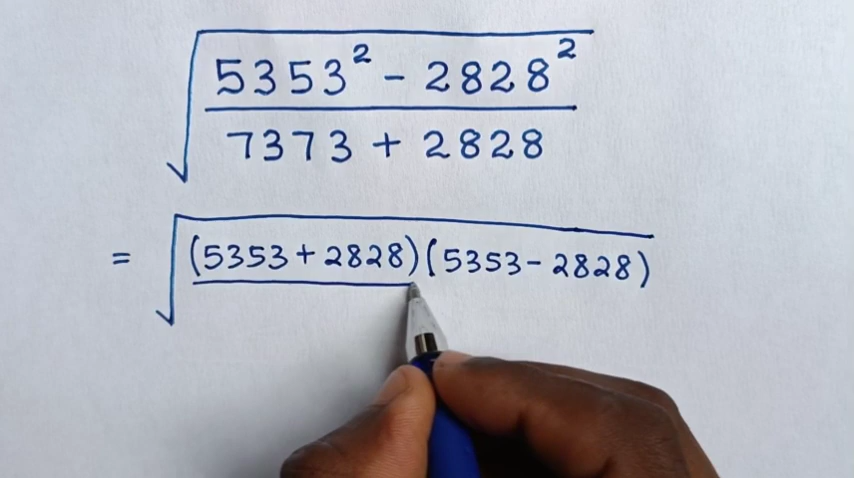 √((5353² - 2828²)/(7373 + 2828))
= √((5353 + 2828)(5353 - 2828))